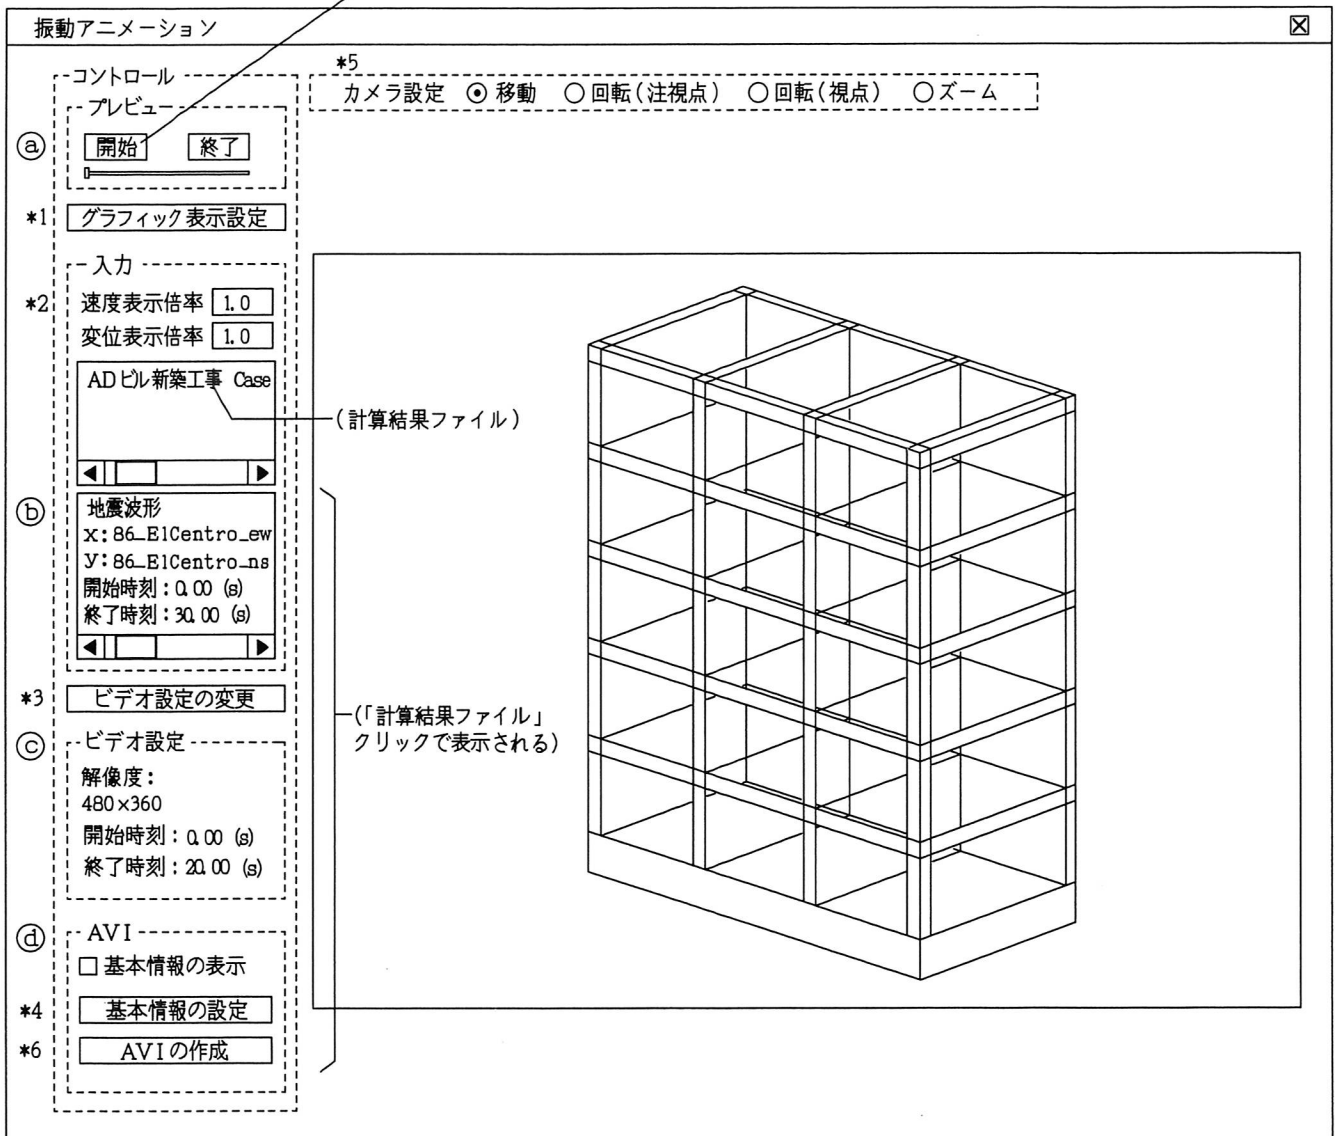 振動アニメーション
*5
コントロール
カメラ設定 ⦿ 移動 ○ 回転(注視点) ○ 回転(視点) ○ ズーム
プレビュー
ⓐ 開始 終了
*1 グラフィック表示設定
入力
*2 速度表示倍率 1.0
変位表示倍率 1.0
ADビル新築工事 Case
(計算結果ファイル)
ⓑ 地震波形
x:86_ElCentro_ew
y:86_ElCentro_ns
開始時刻:0.00 (s)
終了時刻:30.00 (s)
*3 ビデオ設定の変更
(「計算結果ファイル」
クリックで表示される)
ⓒ ビデオ設定
解像度:
480×360
開始時刻:0.00 (s)
終了時刻:20.00 (s)
ⓓ AVI
□ 基本情報の表示
*4 基本情報の設定
*6 AVIの作成